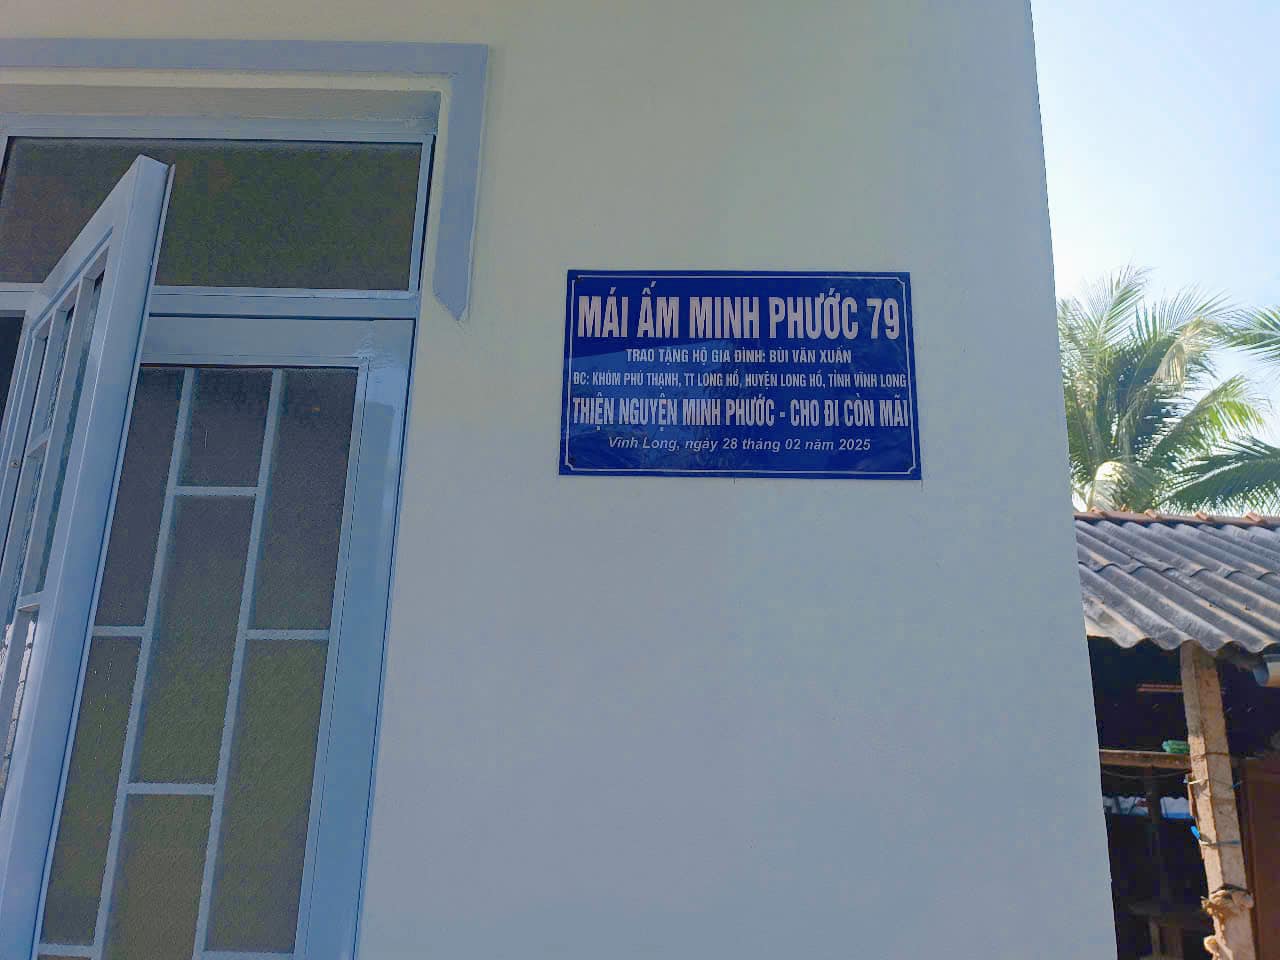 MÁI ẤM MINH PHƯỚC 79
TRAO TẶNG HỘ GIA ĐÌNH: BÙI VĂN XUÂN
ĐC: KHÓM PHÚ THẠNH, TT LONG HỒ, HUYỆN LONG HỒ, TỈNH VĨNH LONG
THIỆN NGUYỆN MINH PHƯỚC - CHO ĐI CÒN MÃI
Vĩnh Long, ngày 28 tháng 02 năm 2025